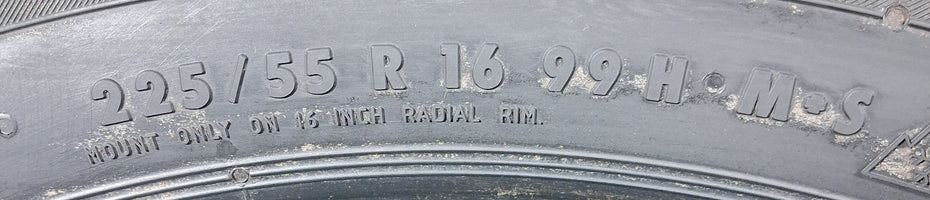 225/55 R 16 99 H • M•S
MOUNT ONLY ON 16 INCH RADIAL RIM.